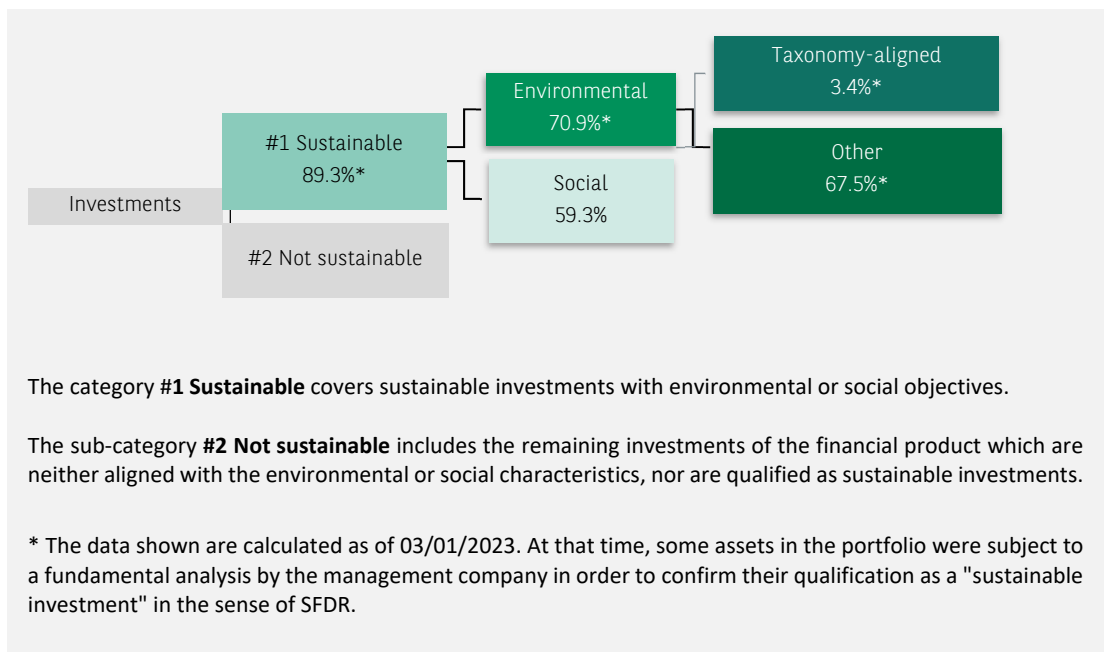 Taxonomy-aligned
3.4%*
Environmental
70.9%*
#1 Sustainable
89.3%*
Other
67.5%*
Social
59.3%
Investments
#2 Not sustainable
The category #1 Sustainable covers sustainable investments with environmental or social objectives.
The sub-category #2 Not sustainable includes the remaining investments of the financial product which are
neither aligned with the environmental or social characteristics, nor are qualified as sustainable investments.
* The data shown are calculated as of 03/01/2023. At that time, some assets in the portfolio were subject to
a fundamental analysis by the management company in order to confirm their qualification as a "sustainable
investment" in the sense of SFDR.